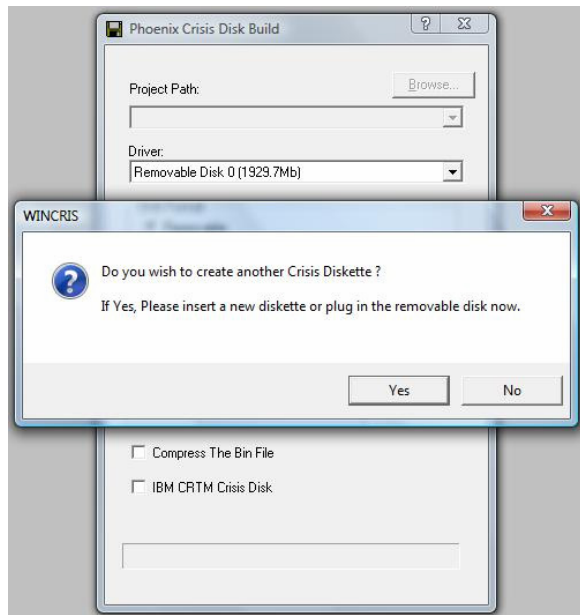 Phoenix Crisis Disk Build
Project Path:
Browse...
Driver:
Removable Disk 0 (1929.7Mb)
WINCRIS
Do you wish to create another Crisis Diskette ?
If Yes, Please insert a new diskette or plug in the removable disk now.
Yes
No
Compress The Bin File
IBM CRTM Crisis Disk